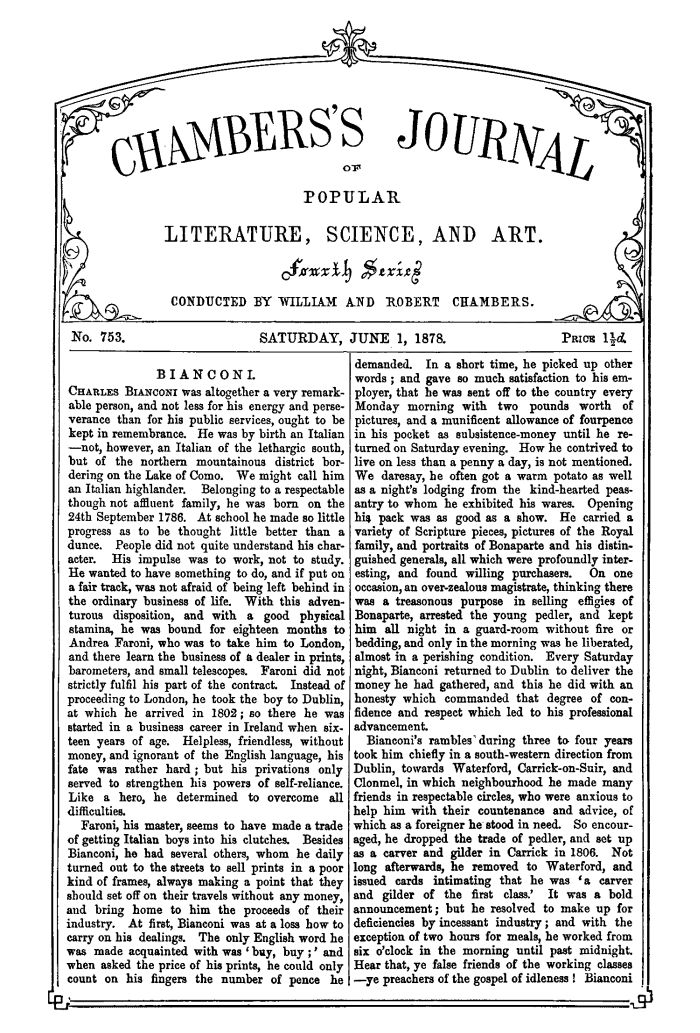 CHAMBERS'S JOURNAL
OF
POPULAR
LITERATURE, SCIENCE, AND ART.
Fourth Series
CONDUCTED BY WILLIAM AND ROBERT CHAMBERS.
No. 753. SATURDAY, JUNE 1, 1878. PRICE 1½d.
BIANCONI.
CHARLES BIANCONI was altogether a very remark-
able person, and not less for his energy and perse-
verance than for his public services, ought to be
kept in remembrance. He was by birth an Italian
—not, however, an Italian of the lethargic south,
but of the northern mountainous district bor-
dering on the Lake of Como. We might call him
an Italian highlander. Belonging to a respectable
though not affluent family, he was born on the
24th September 1786. At school he made so little
progress as to be thought little better than a
dunce. People did not quite understand his char-
acter. His impulse was to work, not to study.
He wanted to have something to do, and if put on
a fair track, was not afraid of being left behind in
the ordinary business of life. With this adven-
turous disposition, and with a good physical
stamina, he was bound for eighteen months to
Andrea Faroni, who was to take him to London,
and there learn the business of a dealer in prints,
barometers, and small telescopes. Faroni did not
strictly fulfil his part of the contract. Instead of
proceeding to London, he took the boy to Dublin,
at which he arrived in 1802; so there he was
started in a business career in Ireland when six-
teen years of age. Helpless, friendless, without
money, and ignorant of the English language, his
fate was rather hard; but his privations only
served to strengthen his powers of self-reliance.
Like a hero, he determined to overcome all
difficulties.
Faroni, his master, seems to have made a trade
of getting Italian boys into his clutches. Besides
Bianconi, he had several others, whom he daily
turned out to the streets to sell prints in a poor
kind of frames, always making a point that they
should set off on their travels without any money,
and bring home to him the proceeds of their
industry. At first, Bianconi was at a loss how to
carry on his dealings. The only English word he
was made acquainted with was 'buy, buy;' and
when asked the price of his prints, he could only
count on his fingers the number of pence he
demanded. In a short time, he picked up other
words; and gave so much satisfaction to his em-
ployer, that he was sent off to the country every
Monday morning with two pounds worth of
pictures, and a munificent allowance of fourpence
in his pocket as subsistence-money until he re-
turned on Saturday evening. How he contrived to
live on less than a penny a day, is not mentioned.
We daresay, he often got a warm potato as well
as a night's lodging from the kind-hearted peas-
antry to whom he exhibited his wares. Opening
his pack was as good as a show. He carried a
variety of Scripture pieces, pictures of the Royal
family, and portraits of Bonaparte and his distin-
guished generals, all which were profoundly inter-
esting, and found willing purchasers. On one
occasion, an over-zealous magistrate, thinking there
was a treasonous purpose in selling effigies of
Bonaparte, arrested the young pedler, and kept
him all night in a guard-room without fire or
bedding, and only in the morning was he liberated,
almost in a perishing condition. Every Saturday
night, Bianconi returned to Dublin to deliver the
money he had gathered, and this he did with an
honesty which commanded that degree of con-
fidence and respect which led to his professional
advancement.
Bianconi's rambles during three to four years
took him chiefly in a south-western direction from
Dublin, towards Waterford, Carrick-on-Suir, and
Clonmel, in which neighbourhood he made many
friends in respectable circles, who were anxious to
help him with their countenance and advice, of
which as a foreigner he stood in need. So encour-
aged, he dropped the trade of pedler, and set up
as a carver and gilder in Carrick in 1806. Not
long afterwards, he removed to Waterford, and
issued cards intimating that he was 'a carver
and gilder of the first class.' It was a bold
announcement; but he resolved to make up for
deficiencies by incessant industry; and with the
exception of two hours for meals, he worked from
six o'clock in the morning until past midnight.
Hear that, ye false friends of the working classes
—ye preachers of the gospel of idleness! Bianconi